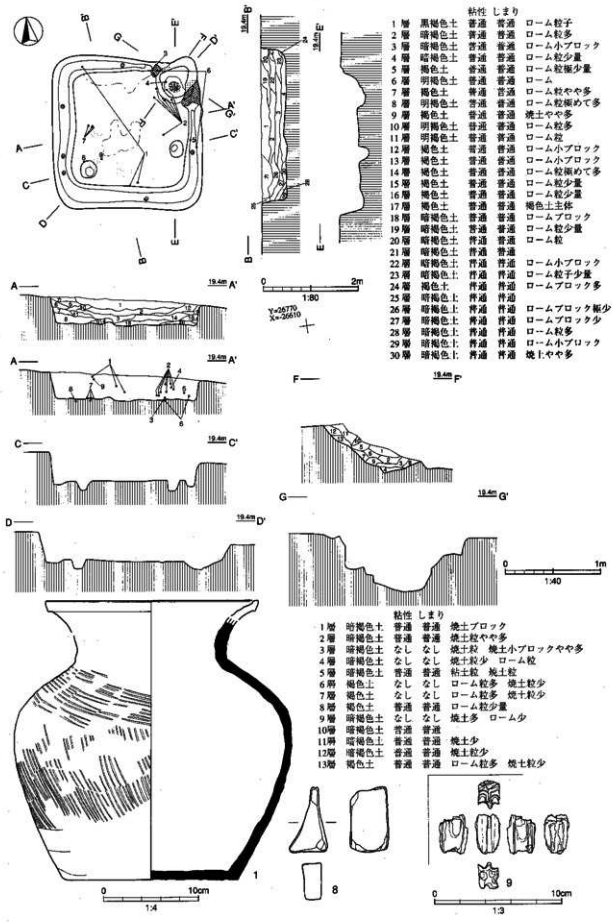 粘性 しまり
1層 黒褐色土 普通 普通 ローム粒子
2層 暗褐色土 普通 普通 ローム粒多
3層 暗褐色土 普通 普通 ローム小ブロック
4層 暗褐色土 普通 普通 ローム粒少量
5層 褐色土 普通 普通 ローム粒極少量
6層 明褐色土 普通 普通 ローム
7層 褐色土 普通 普通 ローム粒やや多
8層 明褐色土 普通 普通 ローム粒極めて多
9層 褐色土 普通 普通 焼土やや多
10層 明褐色土 普通 普通 ローム粒多
11層 明褐色土 普通 普通 ローム粒
12層 褐色土 普通 普通 ローム小ブロック
13層 褐色土 普通 普通 ローム小ブロック
14層 褐色土 普通 普通 ローム粒極めて多
15層 褐色土 普通 普通 ローム粒少量
16層 褐色土 普通 普通 ローム粒少量
17層 褐色土 普通 普通 褐色土主体
18層 暗褐色土 普通 普通 ロームブロック
19層 暗褐色土 普通 普通 ローム粒少量
20層 暗褐色土 普通 普通 ローム粒
21層 暗褐色土 普通 普通
22層 暗褐色土 普通 普通 ローム小ブロック
23層 暗褐色土 普通 普通 ローム粒子少量
24層 褐色土 普通 普通 ロームブロック多
25層 暗褐色土 普通 普通
26層 暗褐色土 普通 普通 ロームブロック極少
27層 暗褐色土 普通 普通 ロームブロック少
28層 暗褐色土 普通 普通 ローム粒多
29層 暗褐色土 普通 普通 ローム小ブロック
30層 暗褐色土 普通 普通 焼土やや多
0 2m
1:80
Y=26770
X=-26610
A 19.4m A'
A 19.4m A'
C 19.4m C'
D 19.4m D'
F 19.4m F'
G 19.4m G'
0 1m
1:40
粘性 しまり
1層 暗褐色土 普通 普通 焼土ブロック
2層 暗褐色土 普通 普通 焼土粒やや多
3層 暗褐色土 なし なし 焼土粒 焼土小ブロックやや多
4層 暗褐色土 なし なし 焼土粒少 ローム粒
5層 暗褐色土 普通 普通 粘土粒 焼土粒
6層 褐色土 なし なし ローム粒多 焼土粒少
7層 褐色土 なし なし ローム粒多 焼土粒少
8層 褐色土 普通 普通 ローム粒少量
9層 暗褐色土 なし なし 焼土多 ローム少
10層 暗褐色土 普通 普通
11層 暗褐色土 普通 普通 焼土少
12層 暗褐色土 普通 普通 焼土粒少
13層 褐色土 普通 普通 ローム粒多 焼土粒少
1
0 10cm
1:4
8
9
0 10cm
1:3